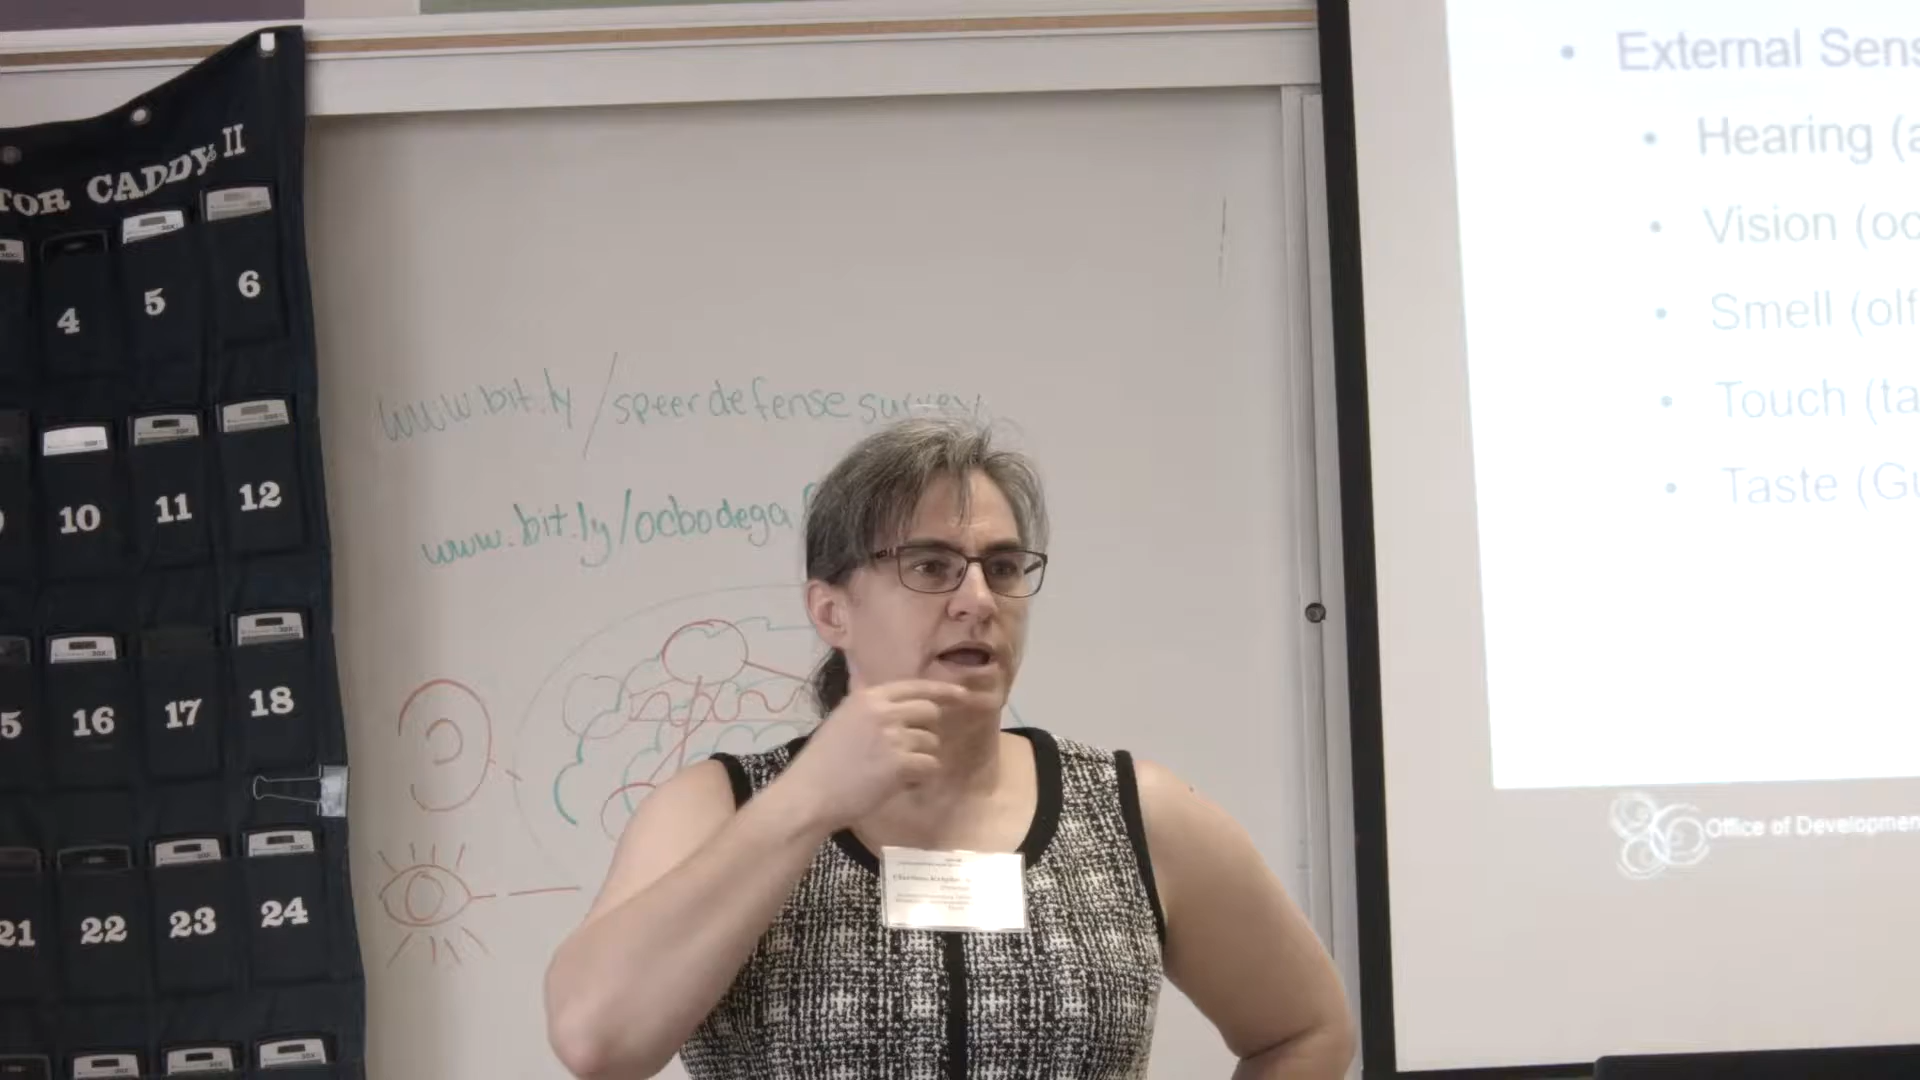 CADDY II
4 5 6
10 11 12
16 17 18
21 22 23 24
www.bit.ly/speerdefensesurvey
www.bit.ly/ocbodega
• External Sens
• Hearing (a
• Vision (oc
• Smell (olf
• Touch (ta
• Taste (Gu
Office of Developmen